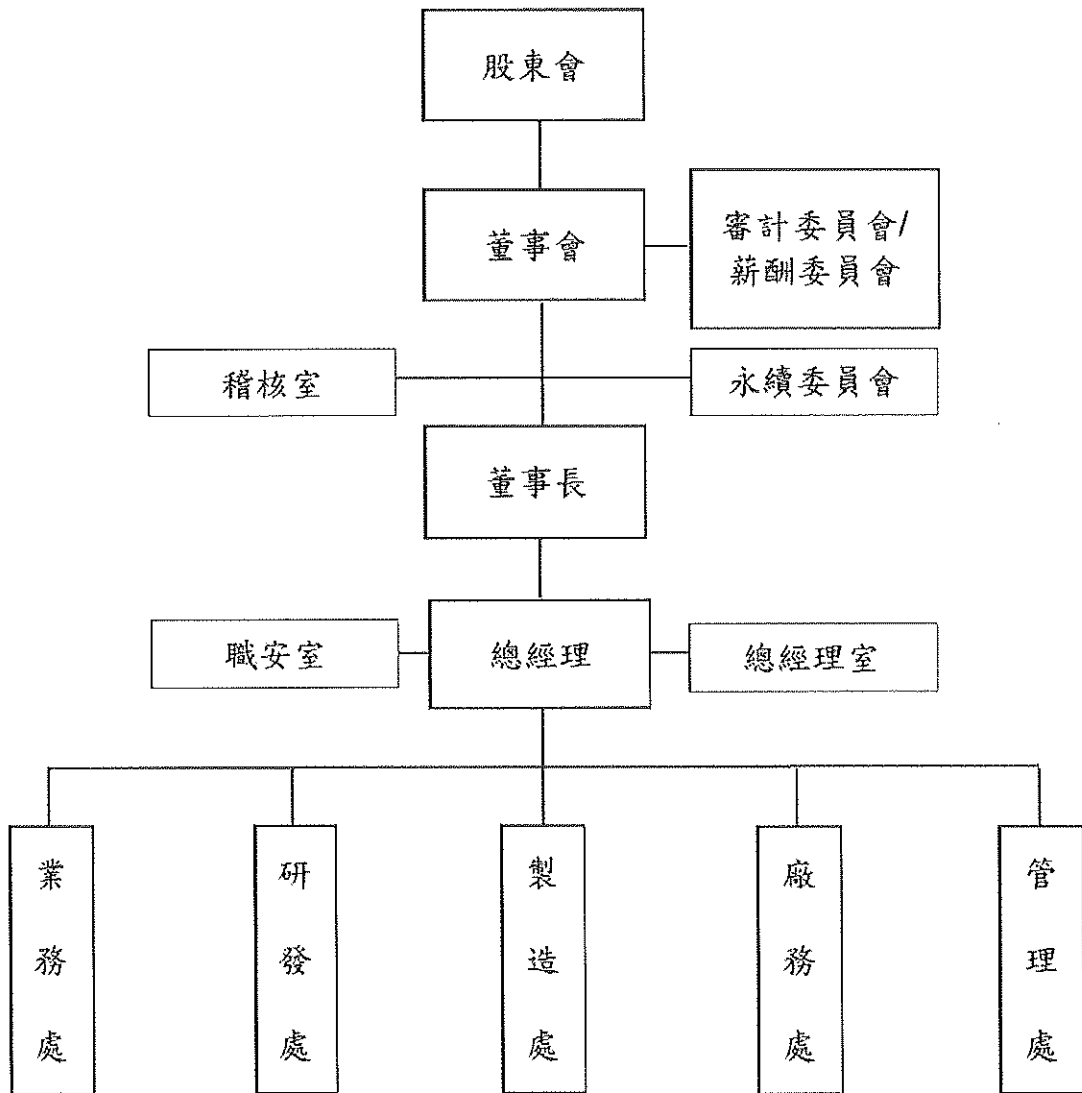 股東會
董事會
審計委員會/
薪酬委員會
稽核室
永續委員會
董事長
職安室
總經理
總經理室
業務處
研發處
製造處
廠務處
管理處